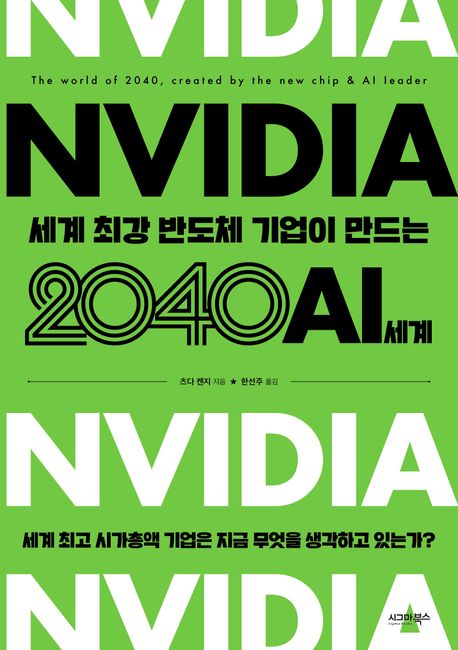 NVIDIA
The world of 2040, created by the new chip & AI leader
NVIDIA
세계 최강 반도체 기업이 만드는
2040 AI 세계
츠다 켄지 지음 ★ 한선주 옮김
NVIDIA
세계 최고 시가총액 기업은 지금 무엇을 생각하고 있는가?
NVIDIA
시그마북스
Sigma Books